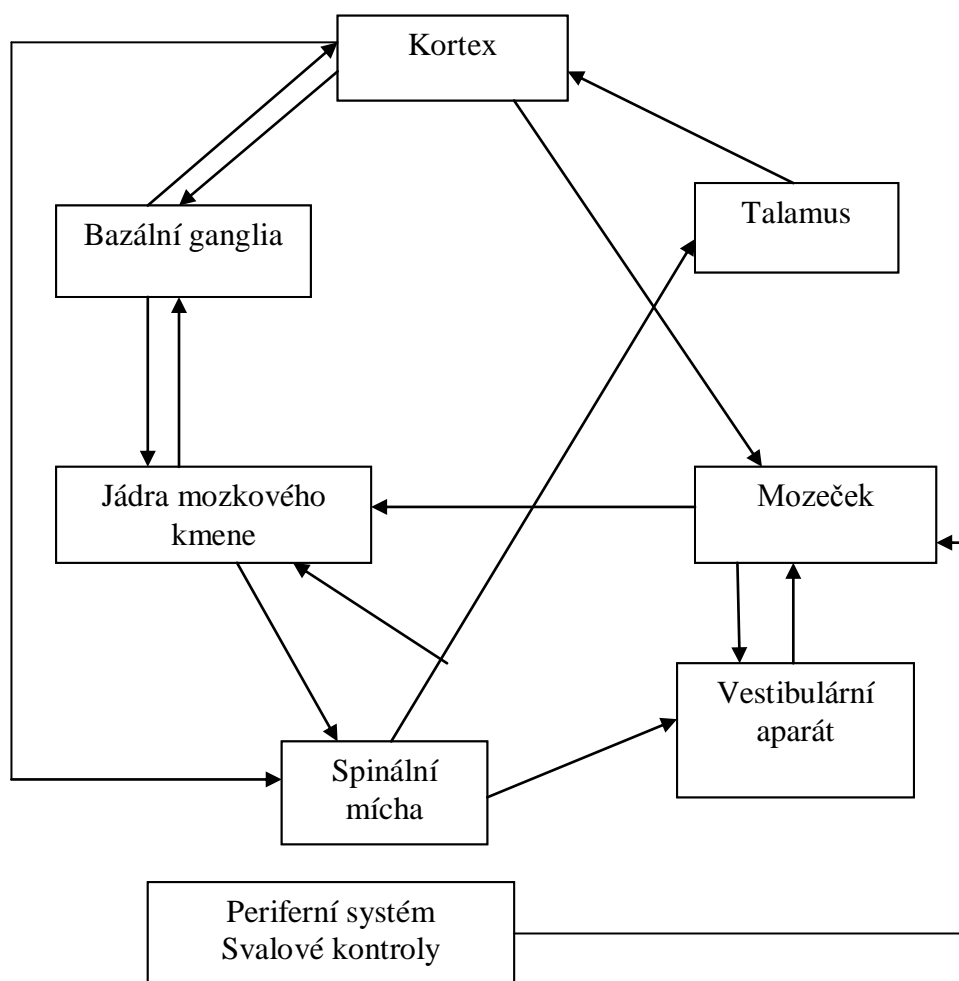 Kortex
Talamus
Bazální ganglia
Jádra mozkového
kmene
Mozeček
Vestibulární
aparát
Spinální
mícha
Periferní systém
Svalové kontroly